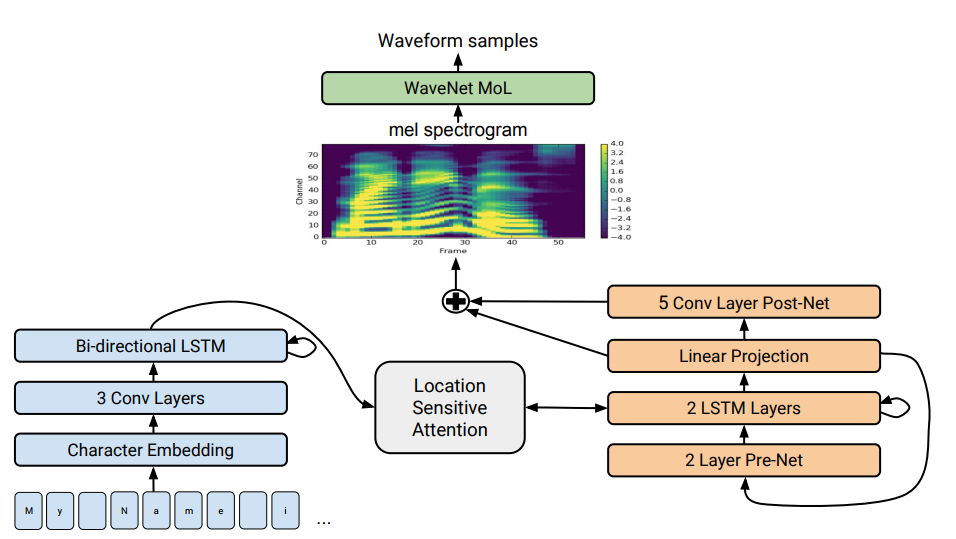 Waveform samples
WaveNet MoL
mel spectrogram
70
60
50
40
30
20
10
0
Channel
0 10 20 30 40 50
Frame
4.0
3.2
2.4
1.6
0.8
0.0
−0.8
−1.6
−2.4
−3.2
−4.0
5 Conv Layer Post-Net
Bi-directional LSTM
Linear Projection
3 Conv Layers
Location
Sensitive
Attention
2 LSTM Layers
Character Embedding
2 Layer Pre-Net
M y N a m e i ...